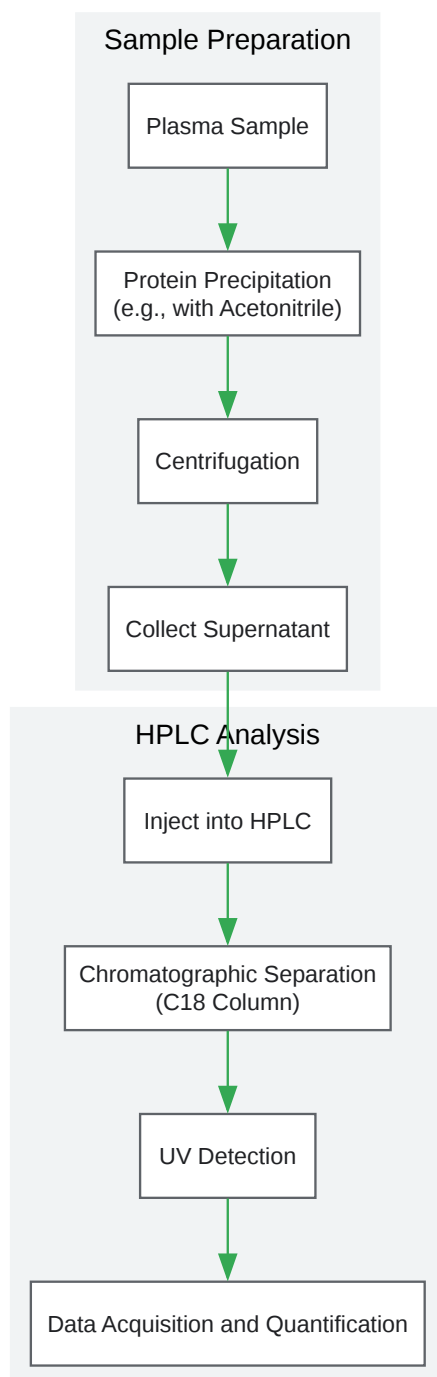 Sample Preparation
Plasma Sample
Protein Precipitation
(e.g., with Acetonitrile)
Centrifugation
Collect Supernatant
HPLC Analysis
Inject into HPLC
Chromatographic Separation
(C18 Column)
UV Detection
Data Acquisition and Quantification